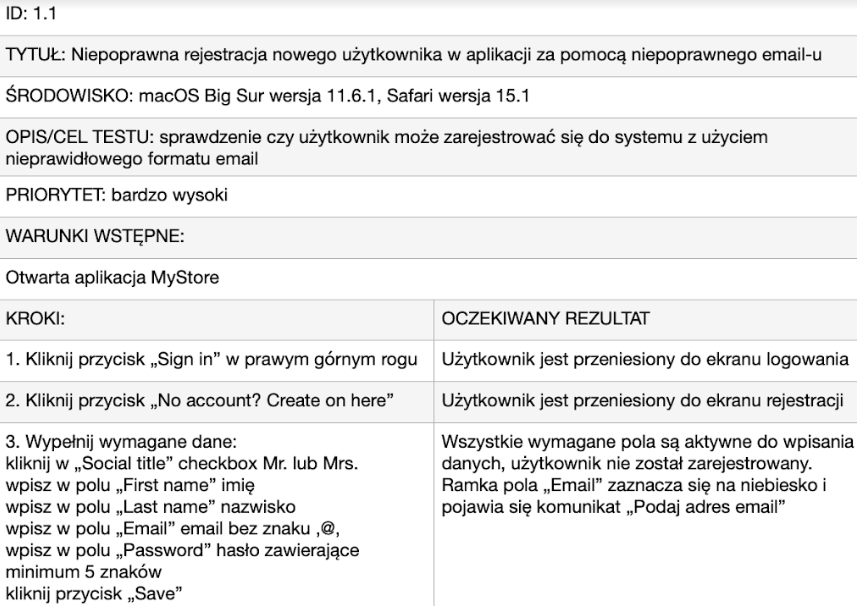 ID: 1.1
TYTUŁ: Niepoprawna rejestracja nowego użytkownika w aplikacji za pomocą niepoprawnego email-u
ŚRODOWISKO: macOS Big Sur wersja 11.6.1, Safari wersja 15.1
OPIS/CEL TESTU: sprawdzenie czy użytkownik może zarejestrować się do systemu z użyciem
nieprawidłowego formatu email
PRIORYTET: bardzo wysoki
WARUNKI WSTĘPNE:
Otwarta aplikacja MyStore
KROKI:
OCZEKIWANY REZULTAT
1. Kliknij przycisk „Sign in” w prawym górnym rogu
Użytkownik jest przeniesiony do ekranu logowania
2. Kliknij przycisk „No account? Create on here”
Użytkownik jest przeniesiony do ekranu rejestracji
3. Wypełnij wymagane dane:
kliknij w „Social title” checkbox Mr. lub Mrs.
wpisz w polu „First name” imię
wpisz w polu „Last name” nazwisko
wpisz w polu „Email” email bez znaku ‚@,
wpisz w polu „Password” hasło zawierające
minimum 5 znaków
kliknij przycisk „Save”
Wszystkie wymagane pola są aktywne do wpisania
danych, użytkownik nie został zarejestrowany.
Ramka pola „Email” zaznacza się na niebiesko i
pojawia się komunikat „Podaj adres email”